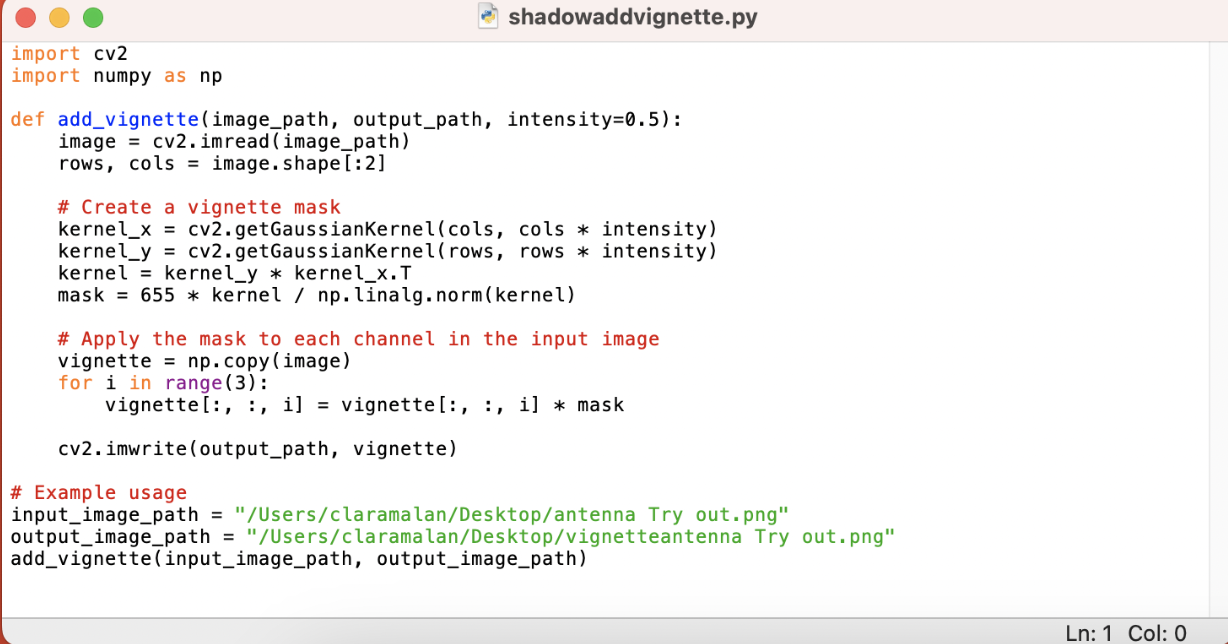 shadowaddvignette.py
import cv2
import numpy as np
def add_vignette(image_path, output_path, intensity=0.5):
    image = cv2.imread(image_path)
    rows, cols = image.shape[:2]
    # Create a vignette mask
    kernel_x = cv2.getGaussianKernel(cols, cols * intensity)
    kernel_y = cv2.getGaussianKernel(rows, rows * intensity)
    kernel = kernel_y * kernel_x.T
    mask = 655 * kernel / np.linalg.norm(kernel)
    # Apply the mask to each channel in the input image
    vignette = np.copy(image)
    for i in range(3):
        vignette[:, :, i] = vignette[:, :, i] * mask
    cv2.imwrite(output_path, vignette)
# Example usage
input_image_path = "/Users/claramalan/Desktop/antenna Try out.png"
output_image_path = "/Users/claramalan/Desktop/vignetteantenna Try out.png"
add_vignette(input_image_path, output_image_path)
Ln: 1 Col: 0